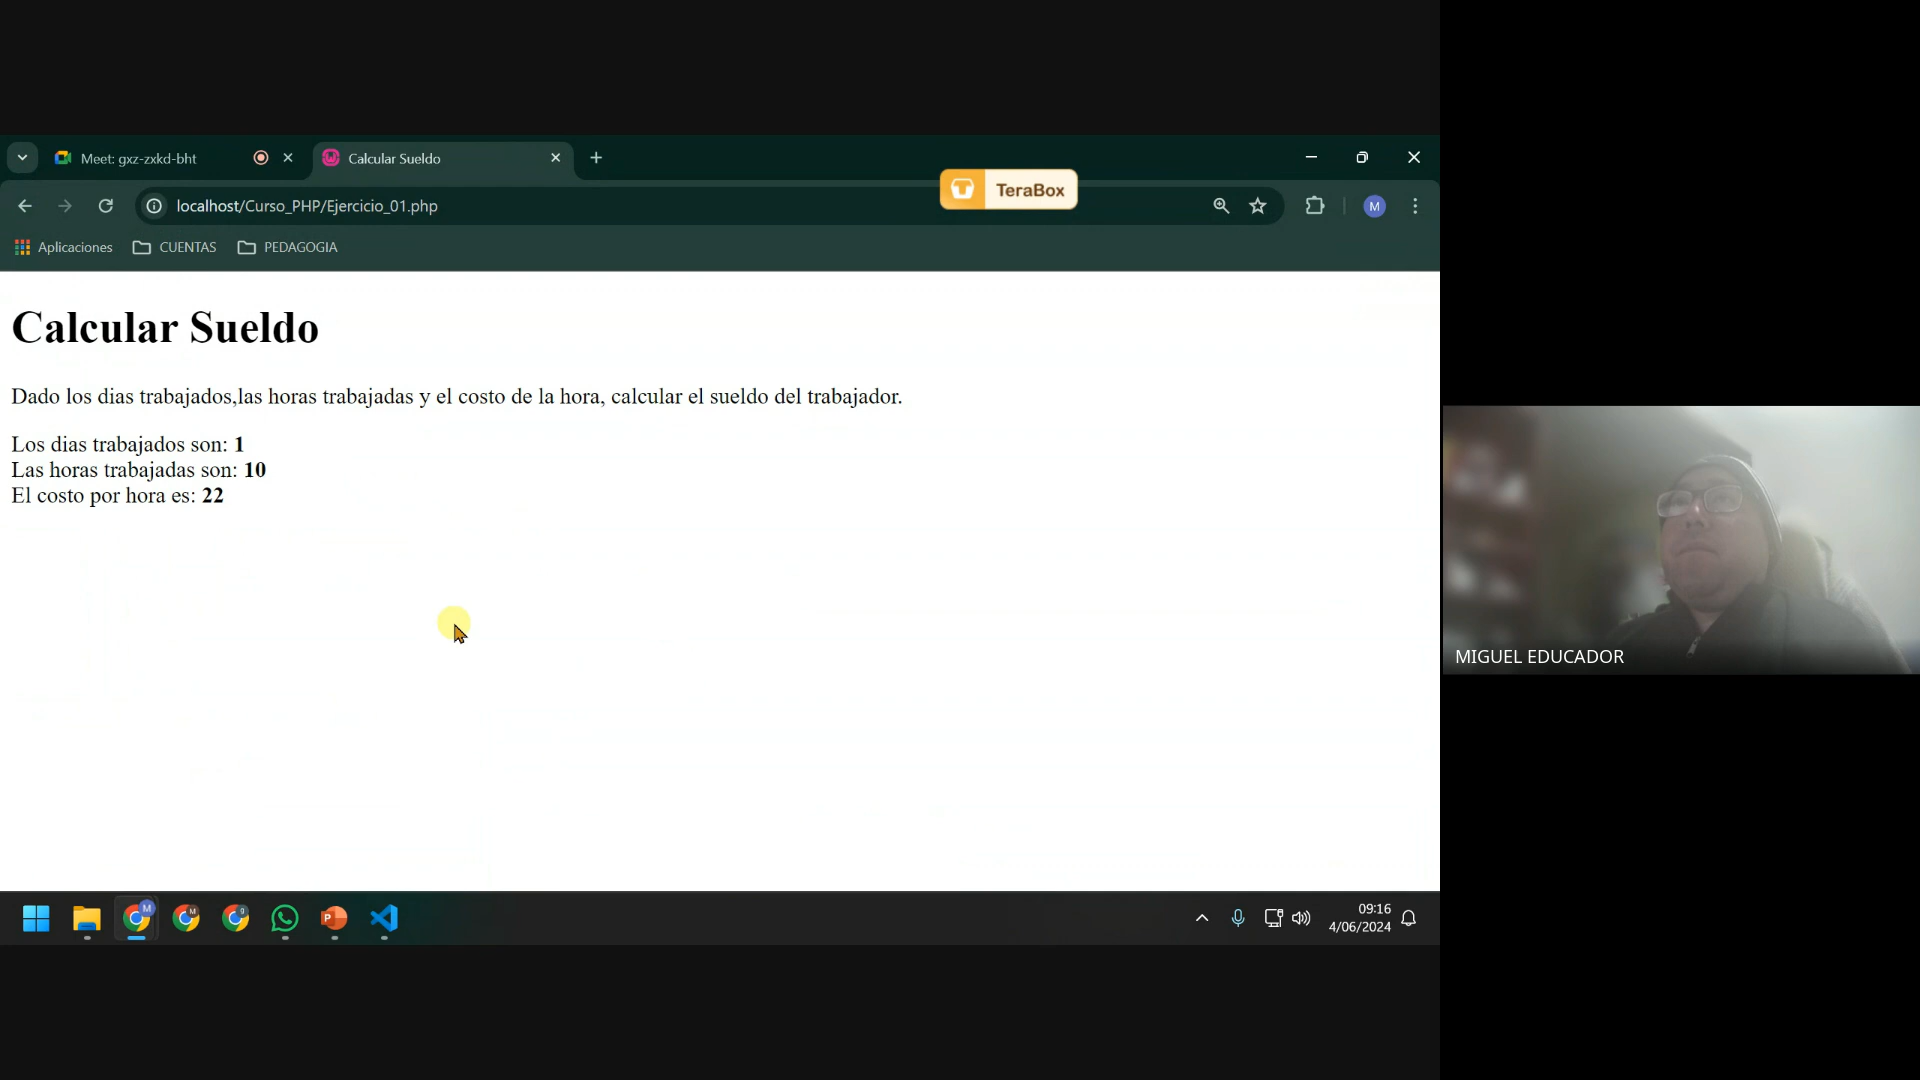 Meet: gxz-zxkd-bht
Calcular Sueldo
localhost/Curso_PHP/Ejercicio_01.php
TeraBox
M
Aplicaciones
CUENTAS
PEDAGOGIA
Calcular Sueldo
Dado los dias trabajados,las horas trabajadas y el costo de la hora, calcular el sueldo del trabajador.
Los dias trabajados son: 1
Las horas trabajadas son: 10
El costo por hora es: 22
MIGUEL EDUCADOR
09:16
4/06/2024